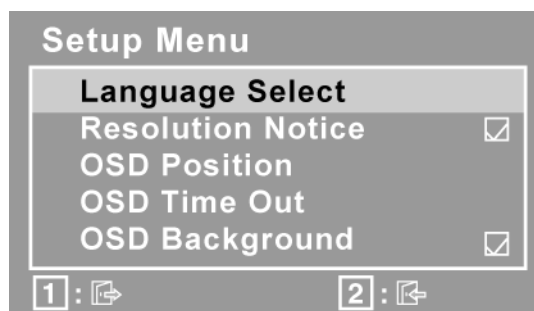 Setup Menu
Language Select
Resolution Notice
OSD Position
OSD Time Out
OSD Background
1 : 2 :